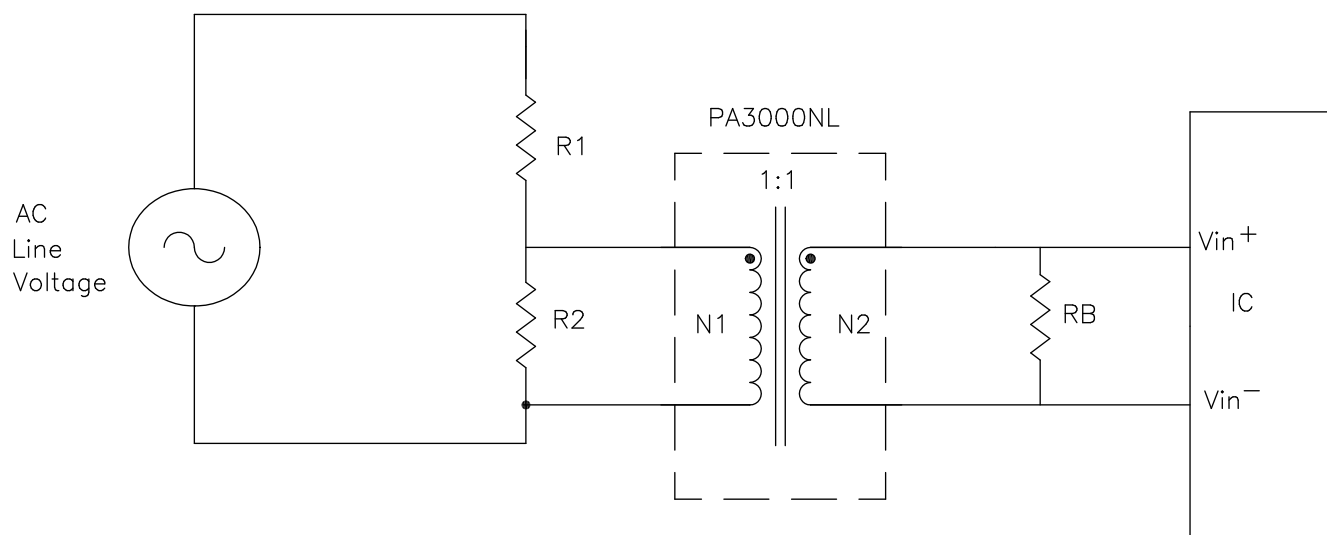 PA3000NL
1:1
R1
AC
Line
Voltage
Vin+
IC
R2
N1
N2
RB
Vin−